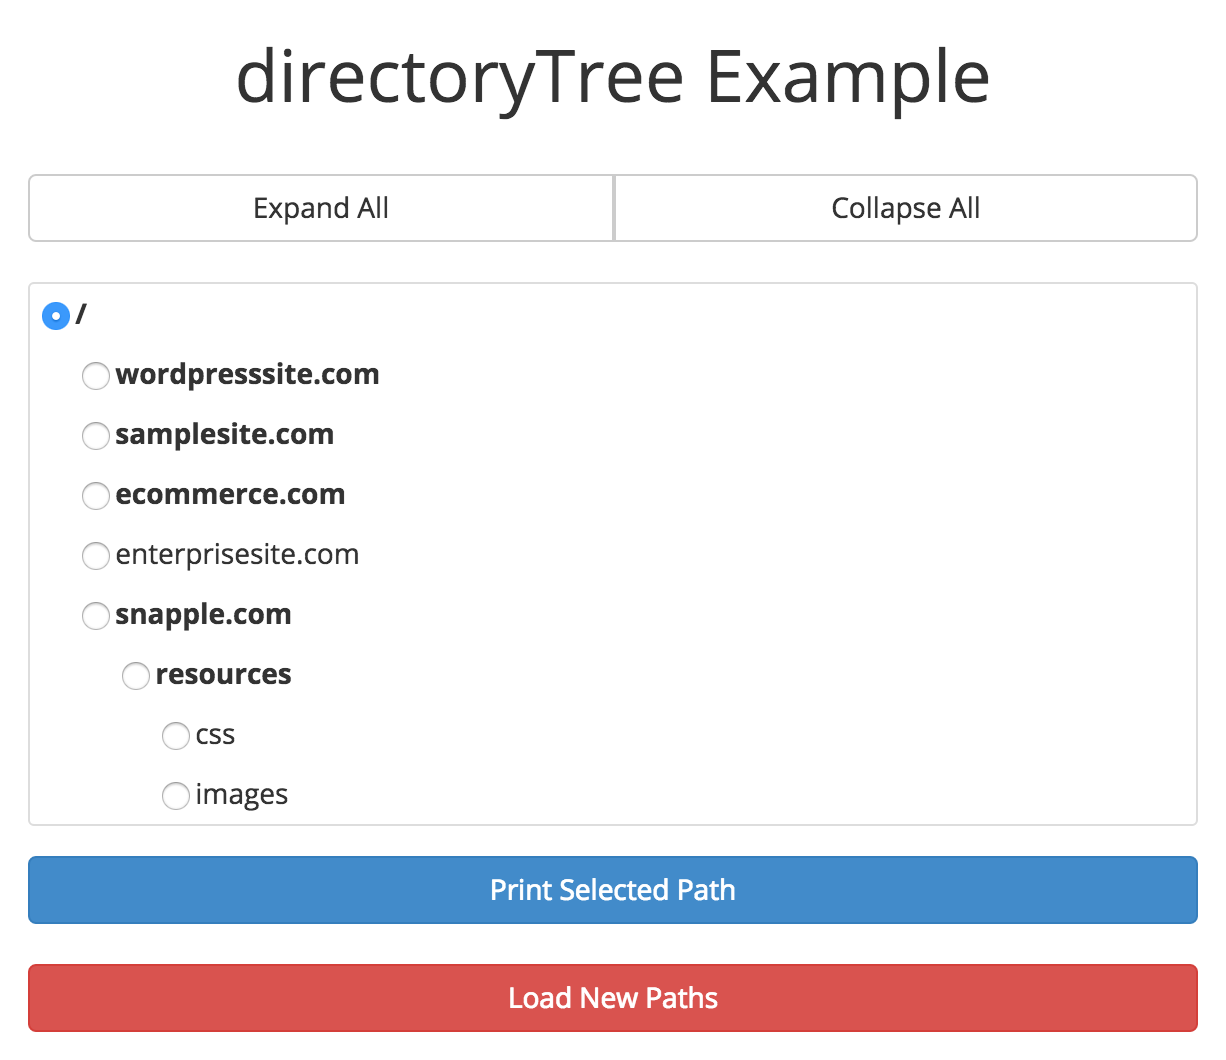 directoryTree Example
Expand All
Collapse All
/
wordpresssite.com
samplesite.com
ecommerce.com
enterprisesite.com
snapple.com
resources
css
images
Print Selected Path
Load New Paths